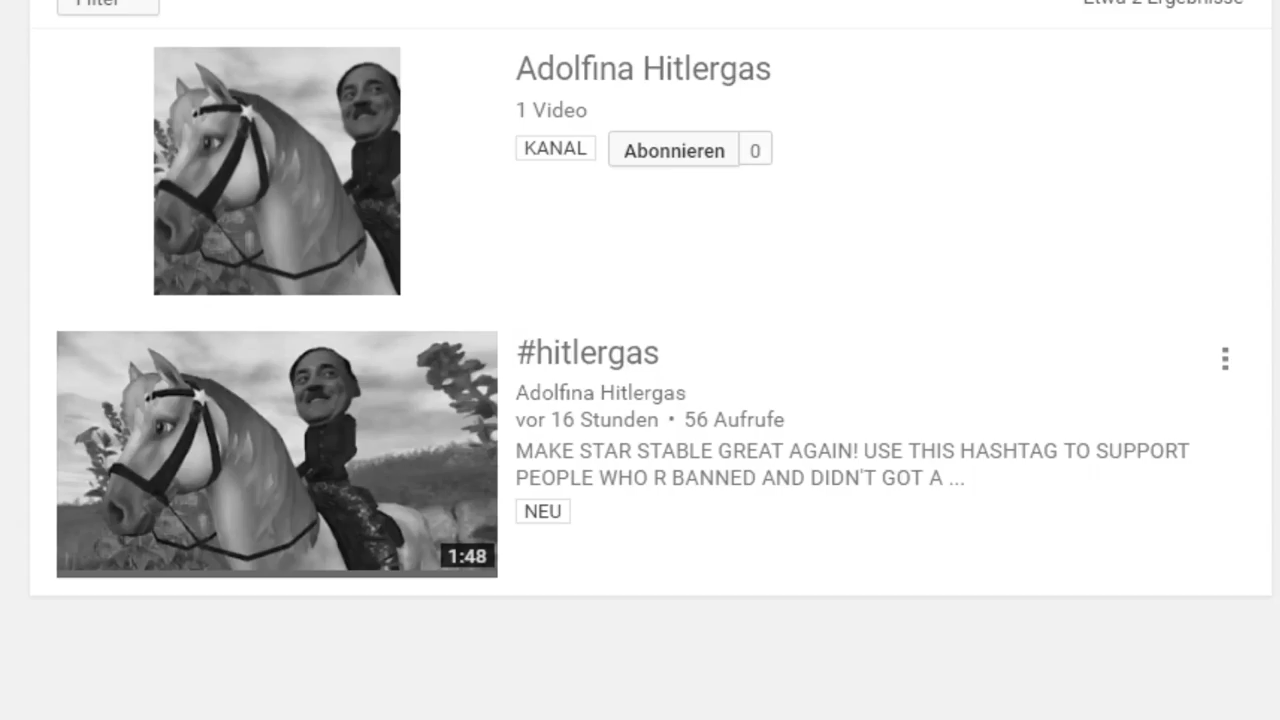 Filter
Etwa 2 Ergebnisse
Adolfina Hitlergas
1 Video
KANAL
Abonnieren 0
#hitlergas
Adolfina Hitlergas
vor 16 Stunden • 56 Aufrufe
MAKE STAR STABLE GREAT AGAIN! USE THIS HASHTAG TO SUPPORT
PEOPLE WHO R BANNED AND DIDN'T GOT A ...
NEU
1:48